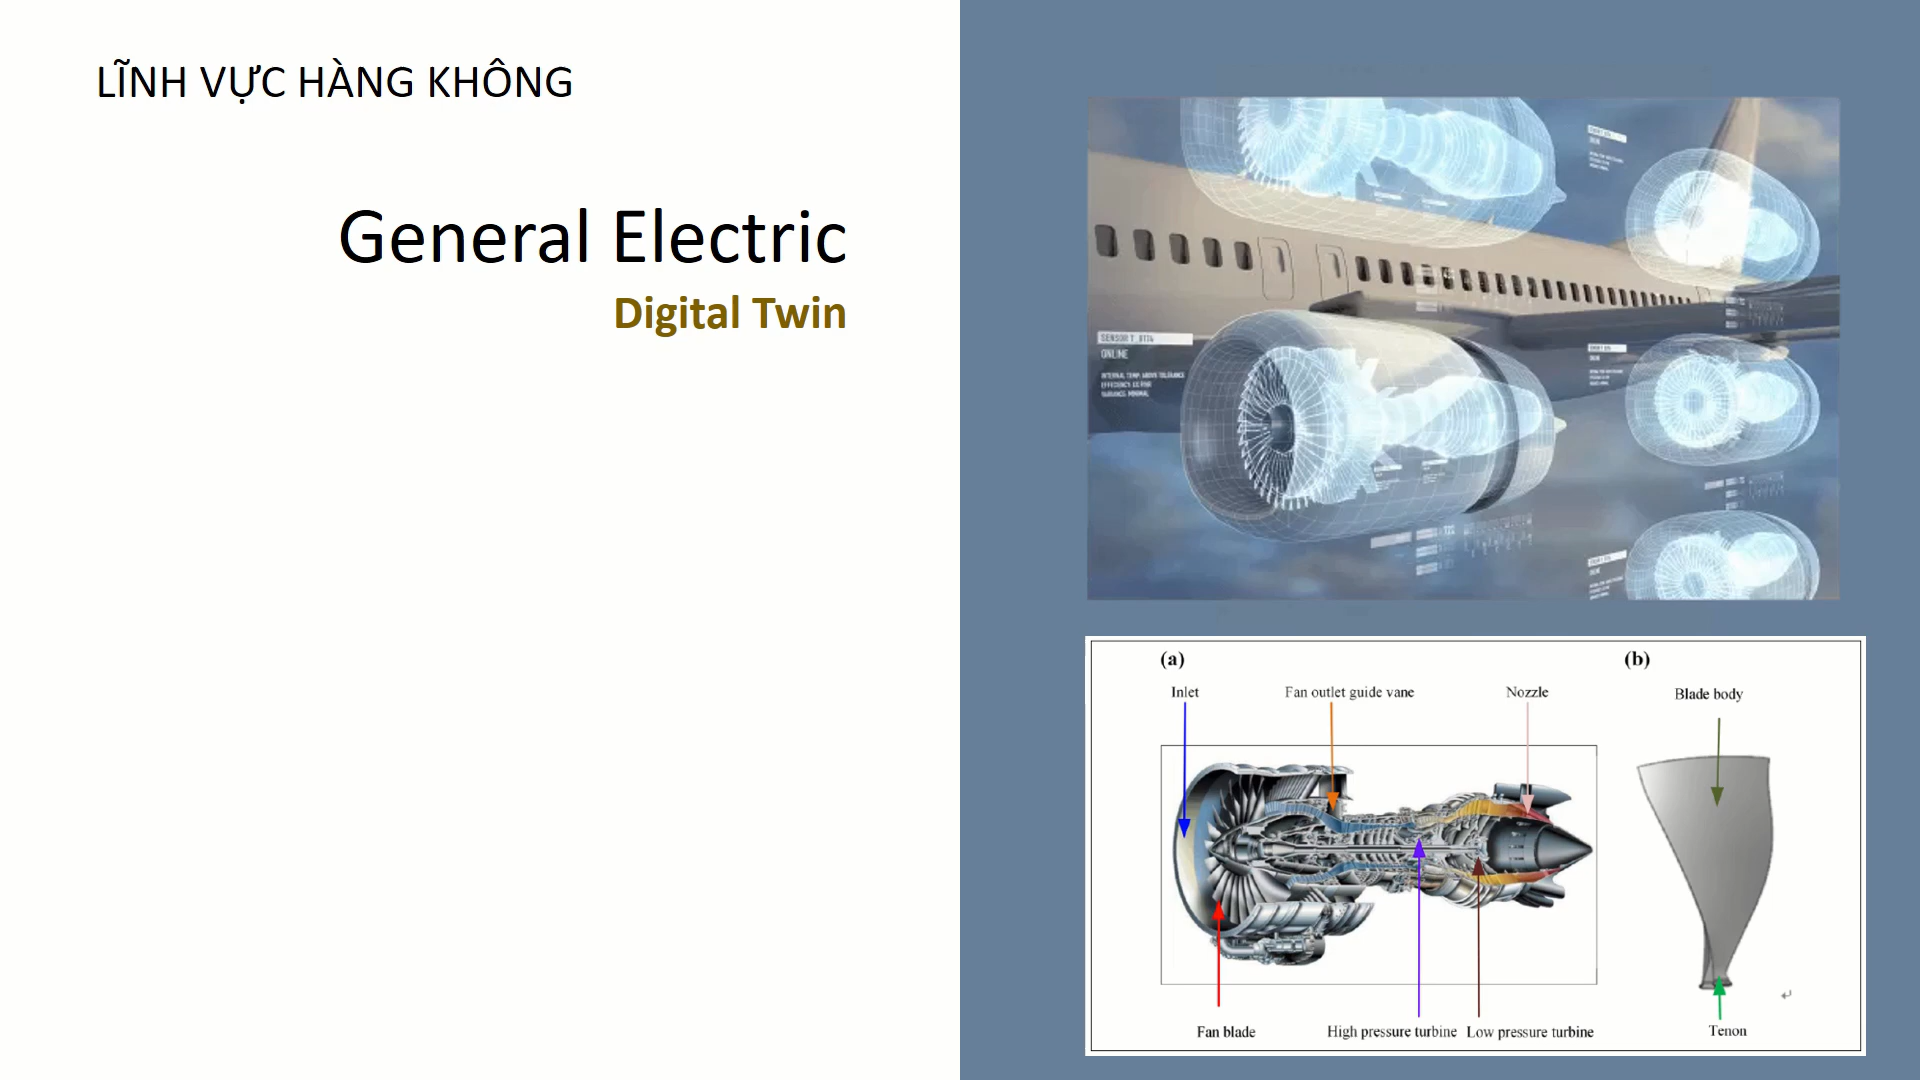 LĨNH VỰC HÀNG KHÔNG
General Electric
Digital Twin
ONLINE
(a)
(b)
Inlet
Fan outlet guide vane
Nozzle
Blade body
Fan blade
High pressure turbine
Low pressure turbine
Tenon